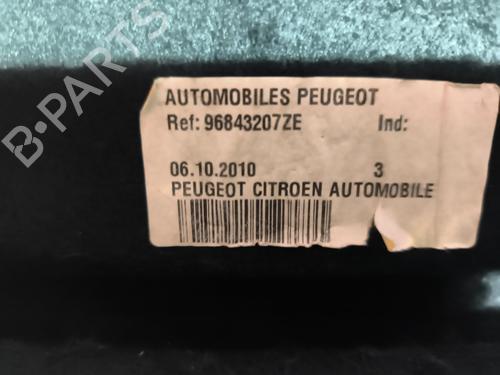 B-PARTS
AUTOMOBILES PEUGEOT
Ref: 96843207ZE Ind:
06.10.2010 3
PEUGEOT CITROEN AUTOMOBILE